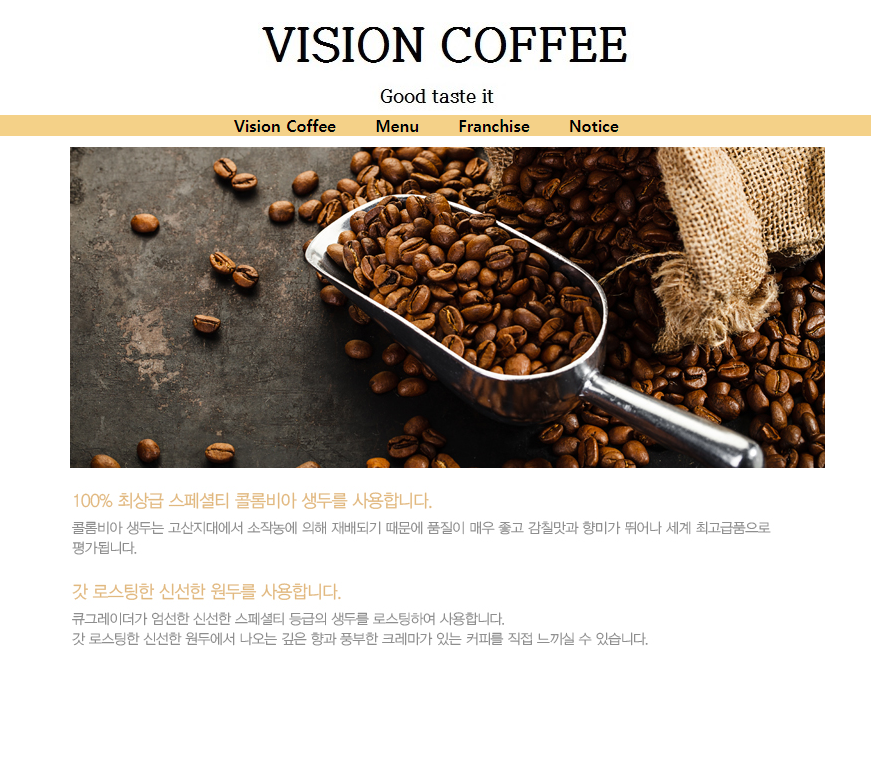 VISION COFFEE
Good taste it
Vision Coffee Menu Franchise Notice
100% 최상급 스페셜티 콜롬비아 생두를 사용합니다.
콜롬비아 생두는 고산지대에서 소작농에 의해 재배되기 때문에 품질이 매우 좋고 감칠맛과 향미가 뛰어나 세계 최고급품으로
평가됩니다.
갓 로스팅한 신선한 원두를 사용합니다.
큐그레이더가 엄선한 신선한 스페셜티 등급의 생두를 로스팅하여 사용합니다.
갓 로스팅한 신선한 원두에서 나오는 깊은 향과 풍부한 크레마가 있는 커피를 직접 느끼실 수 있습니다.